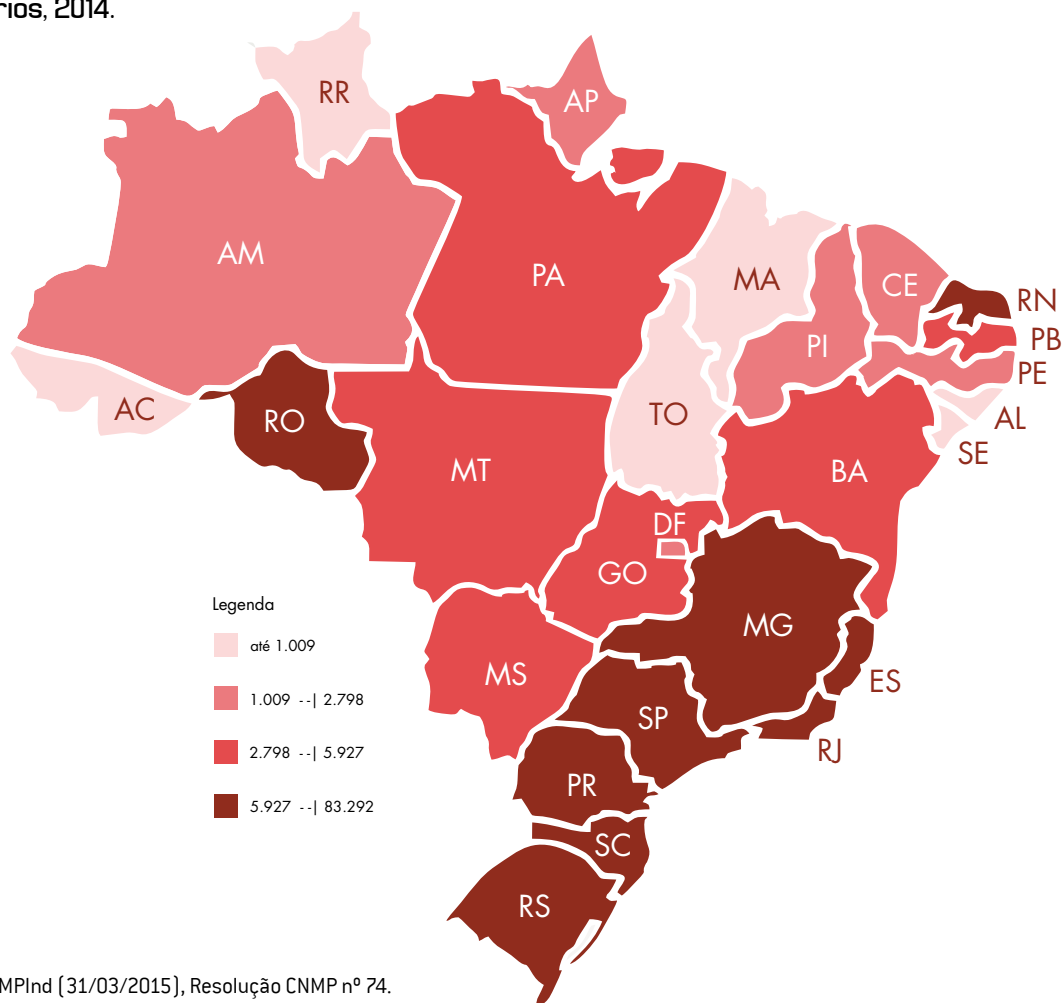 rios, 2014.
RR
AP
AM
PA
MA
CE
RN
PB
PI
PE
AC
RO
TO
AL
SE
MT
BA
DF
GO
MG
MS
ES
SP
RJ
PR
SC
RS
Legenda
até 1.009
1.009 --| 2.798
2.798 --| 5.927
5.927 --| 83.292
MPInd (31/03/2015), Resolução CNMP nº 74.